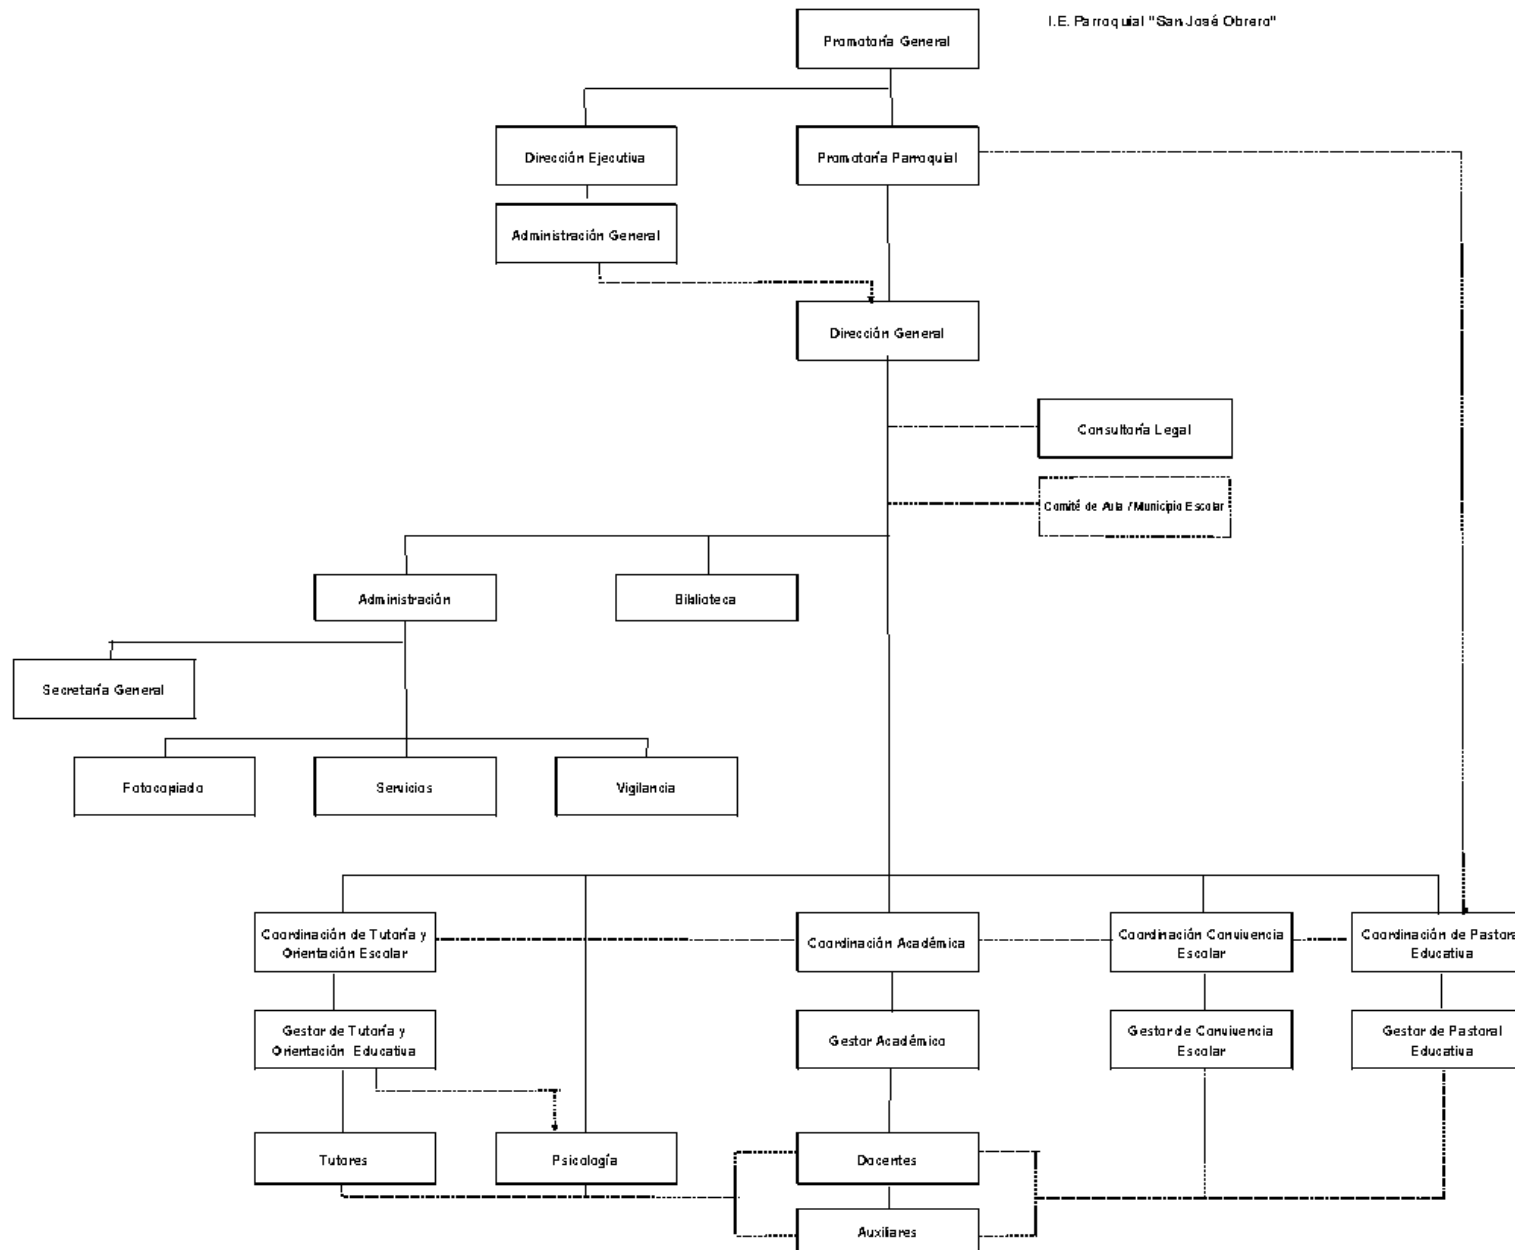 I.E. Parroquial "San José Obrero"
Promotoría General
Dirección Ejecutiva
Promotoría Parroquial
Administración General
Dirección General
Consultoría Legal
Comité de Aula / Municipio Escolar
Administración
Biblioteca
Secretaría General
Fotocopiado
Servicios
Vigilancia
Coordinación de Tutoría y
Orientación Escolar
Coordinación Académica
Coordinación Convivencia
Escolar
Coordinación de Pastoral
Educativa
Gestor de Tutoría y
Orientación Educativa
Gestor Académico
Gestor de Convivencia
Escolar
Gestor de Pastoral
Educativa
Tutores
Psicología
Docentes
Auxiliares